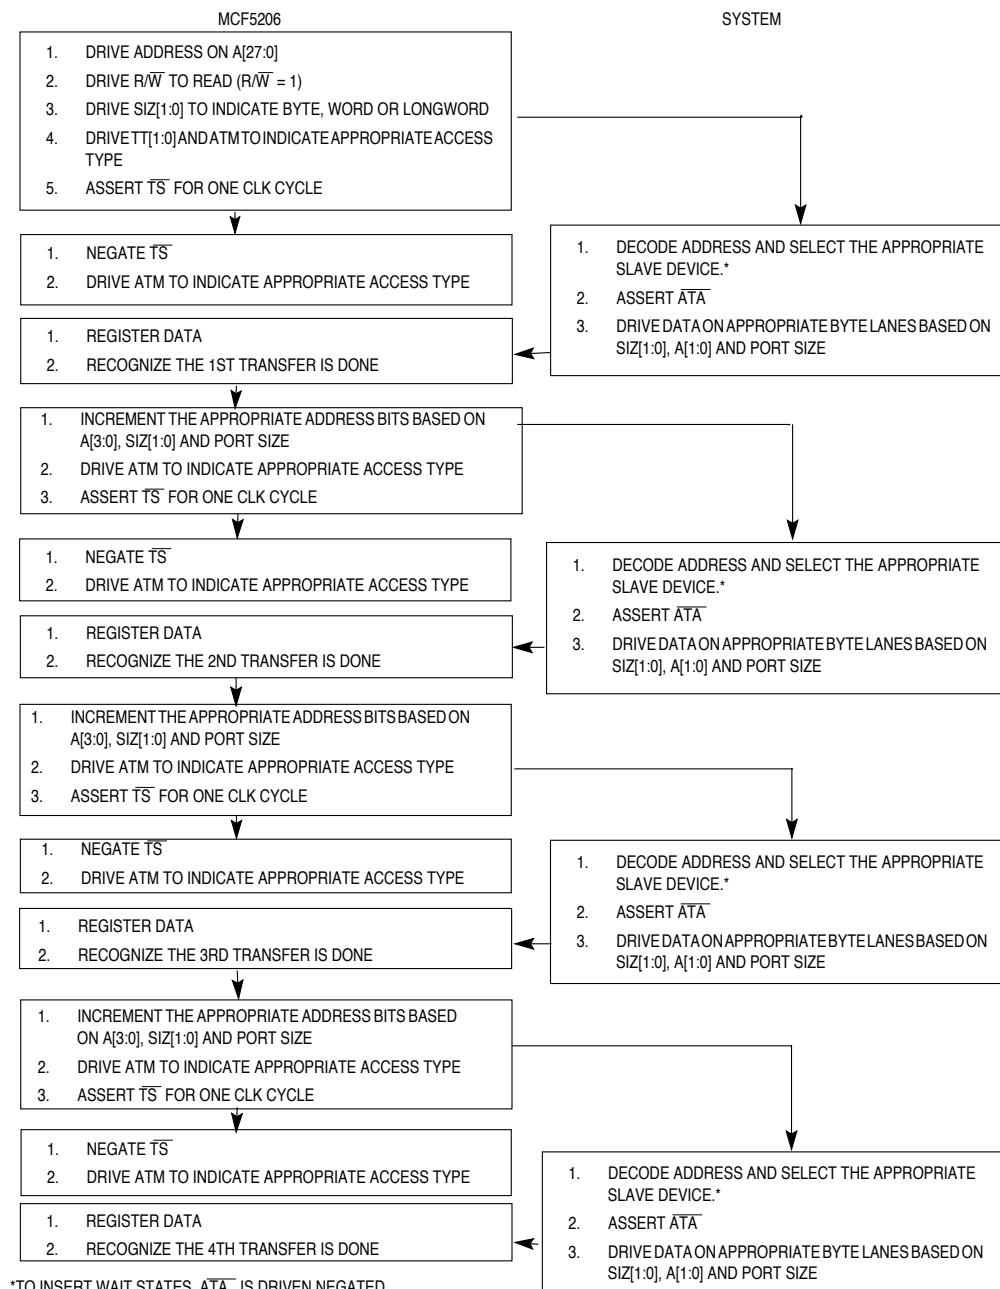 MCF5206
SYSTEM
1. DRIVE ADDRESS ON A[27:0]
2. DRIVE R/W̅ TO READ (R/W̅ = 1)
3. DRIVE SIZ[1:0] TO INDICATE BYTE, WORD OR LONGWORD
4. DRIVE TT[1:0] AND ATM TO INDICATE APPROPRIATE ACCESS
TYPE
5. ASSERT T̅S̅ FOR ONE CLK CYCLE
1. NEGATE T̅S̅
2. DRIVE ATM TO INDICATE APPROPRIATE ACCESS TYPE
1. DECODE ADDRESS AND SELECT THE APPROPRIATE
SLAVE DEVICE.*
2. ASSERT A̅T̅A̅
3. DRIVE DATA ON APPROPRIATE BYTE LANES BASED ON
SIZ[1:0], A[1:0] AND PORT SIZE
1. REGISTER DATA
2. RECOGNIZE THE 1ST TRANSFER IS DONE
1. INCREMENT THE APPROPRIATE ADDRESS BITS BASED ON
A[3:0], SIZ[1:0] AND PORT SIZE
2. DRIVE ATM TO INDICATE APPROPRIATE ACCESS TYPE
3. ASSERT T̅S̅ FOR ONE CLK CYCLE
1. NEGATE T̅S̅
2. DRIVE ATM TO INDICATE APPROPRIATE ACCESS TYPE
1. DECODE ADDRESS AND SELECT THE APPROPRIATE
SLAVE DEVICE.*
2. ASSERT A̅T̅A̅
3. DRIVE DATA ON APPROPRIATE BYTE LANES BASED ON
SIZ[1:0], A[1:0] AND PORT SIZE
1. REGISTER DATA
2. RECOGNIZE THE 2ND TRANSFER IS DONE
1. INCREMENT THE APPROPRIATE ADDRESS BITS BASED ON
A[3:0], SIZ[1:0] AND PORT SIZE
2. DRIVE ATM TO INDICATE APPROPRIATE ACCESS TYPE
3. ASSERT T̅S̅ FOR ONE CLK CYCLE
1. NEGATE T̅S̅
2. DRIVE ATM TO INDICATE APPROPRIATE ACCESS TYPE
1. DECODE ADDRESS AND SELECT THE APPROPRIATE
SLAVE DEVICE.*
2. ASSERT A̅T̅A̅
3. DRIVE DATA ON APPROPRIATE BYTE LANES BASED ON
SIZ[1:0], A[1:0] AND PORT SIZE
1. REGISTER DATA
2. RECOGNIZE THE 3RD TRANSFER IS DONE
1. INCREMENT THE APPROPRIATE ADDRESS BITS BASED
ON A[3:0], SIZ[1:0] AND PORT SIZE
2. DRIVE ATM TO INDICATE APPROPRIATE ACCESS TYPE
3. ASSERT T̅S̅ FOR ONE CLK CYCLE
1. NEGATE T̅S̅
2. DRIVE ATM TO INDICATE APPROPRIATE ACCESS TYPE
1. DECODE ADDRESS AND SELECT THE APPROPRIATE
SLAVE DEVICE.*
2. ASSERT A̅T̅A̅
3. DRIVE DATA ON APPROPRIATE BYTE LANES BASED ON
SIZ[1:0], A[1:0] AND PORT SIZE
1. REGISTER DATA
2. RECOGNIZE THE 4TH TRANSFER IS DONE
*TO INSERT WAIT STATES, A̅T̅A̅ IS DRIVEN NEGATED